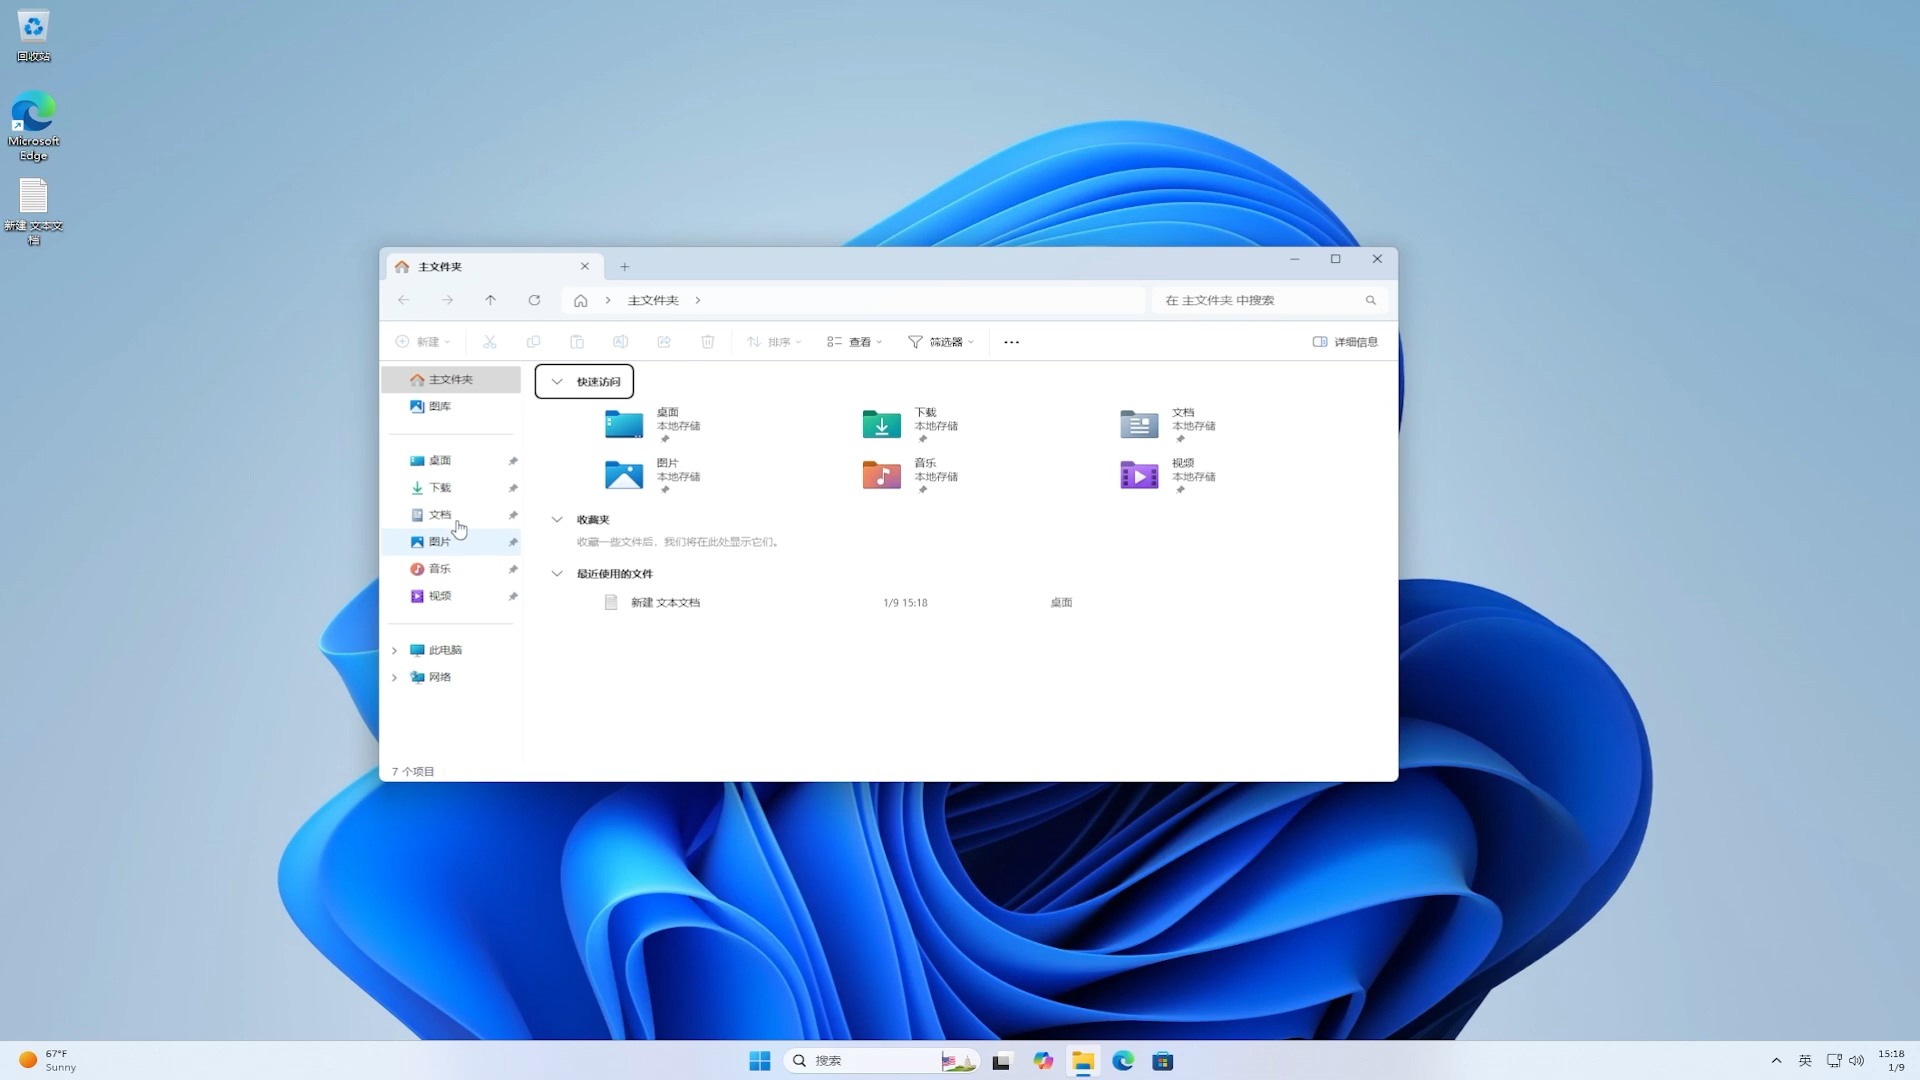 回收站
Microsoft
Edge
新建 文本文
档
主文件夹
主文件夹
在 主文件夹 中搜索
新建
排序
查看
筛选器
详细信息
主文件夹
图库
桌面
下载
文档
图片
音乐
视频
此电脑
网络
快速访问
桌面
本地存储
下载
本地存储
文档
本地存储
图片
本地存储
音乐
本地存储
视频
本地存储
收藏夹
收藏一些文件后，我们将在此处显示它们。
最近使用的文件
新建 文本文档 1/9 15:18 桌面
7 个项目
67°F
Sunny
搜索
英
15:18
1/9